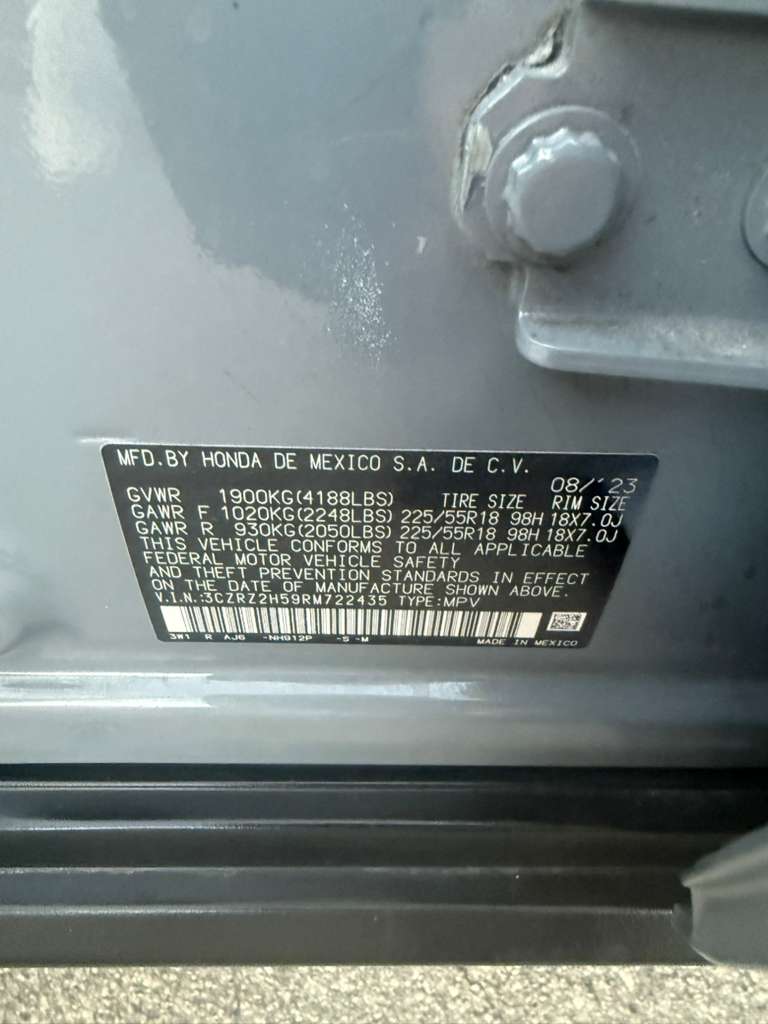 MFD.BY HONDA DE MEXICO S.A. DE C.V. 08/'23
GVWR 1900KG(4188LBS) TIRE SIZE RIM SIZE
GAWR F 1020KG(2248LBS) 225/55R18 98H 18X7.0J
GAWR R 930KG(2050LBS) 225/55R18 98H 18X7.0J
THIS VEHICLE CONFORMS TO ALL APPLICABLE
FEDERAL MOTOR VEHICLE SAFETY
AND THEFT PREVENTION STANDARDS IN EFFECT
ON THE DATE OF MANUFACTURE SHOWN ABOVE.
V.I.N.:3CZRZ2H59RM722435 TYPE:MPV
3W1 R AJ6 -NH912P -S -M MADE IN MEXICO